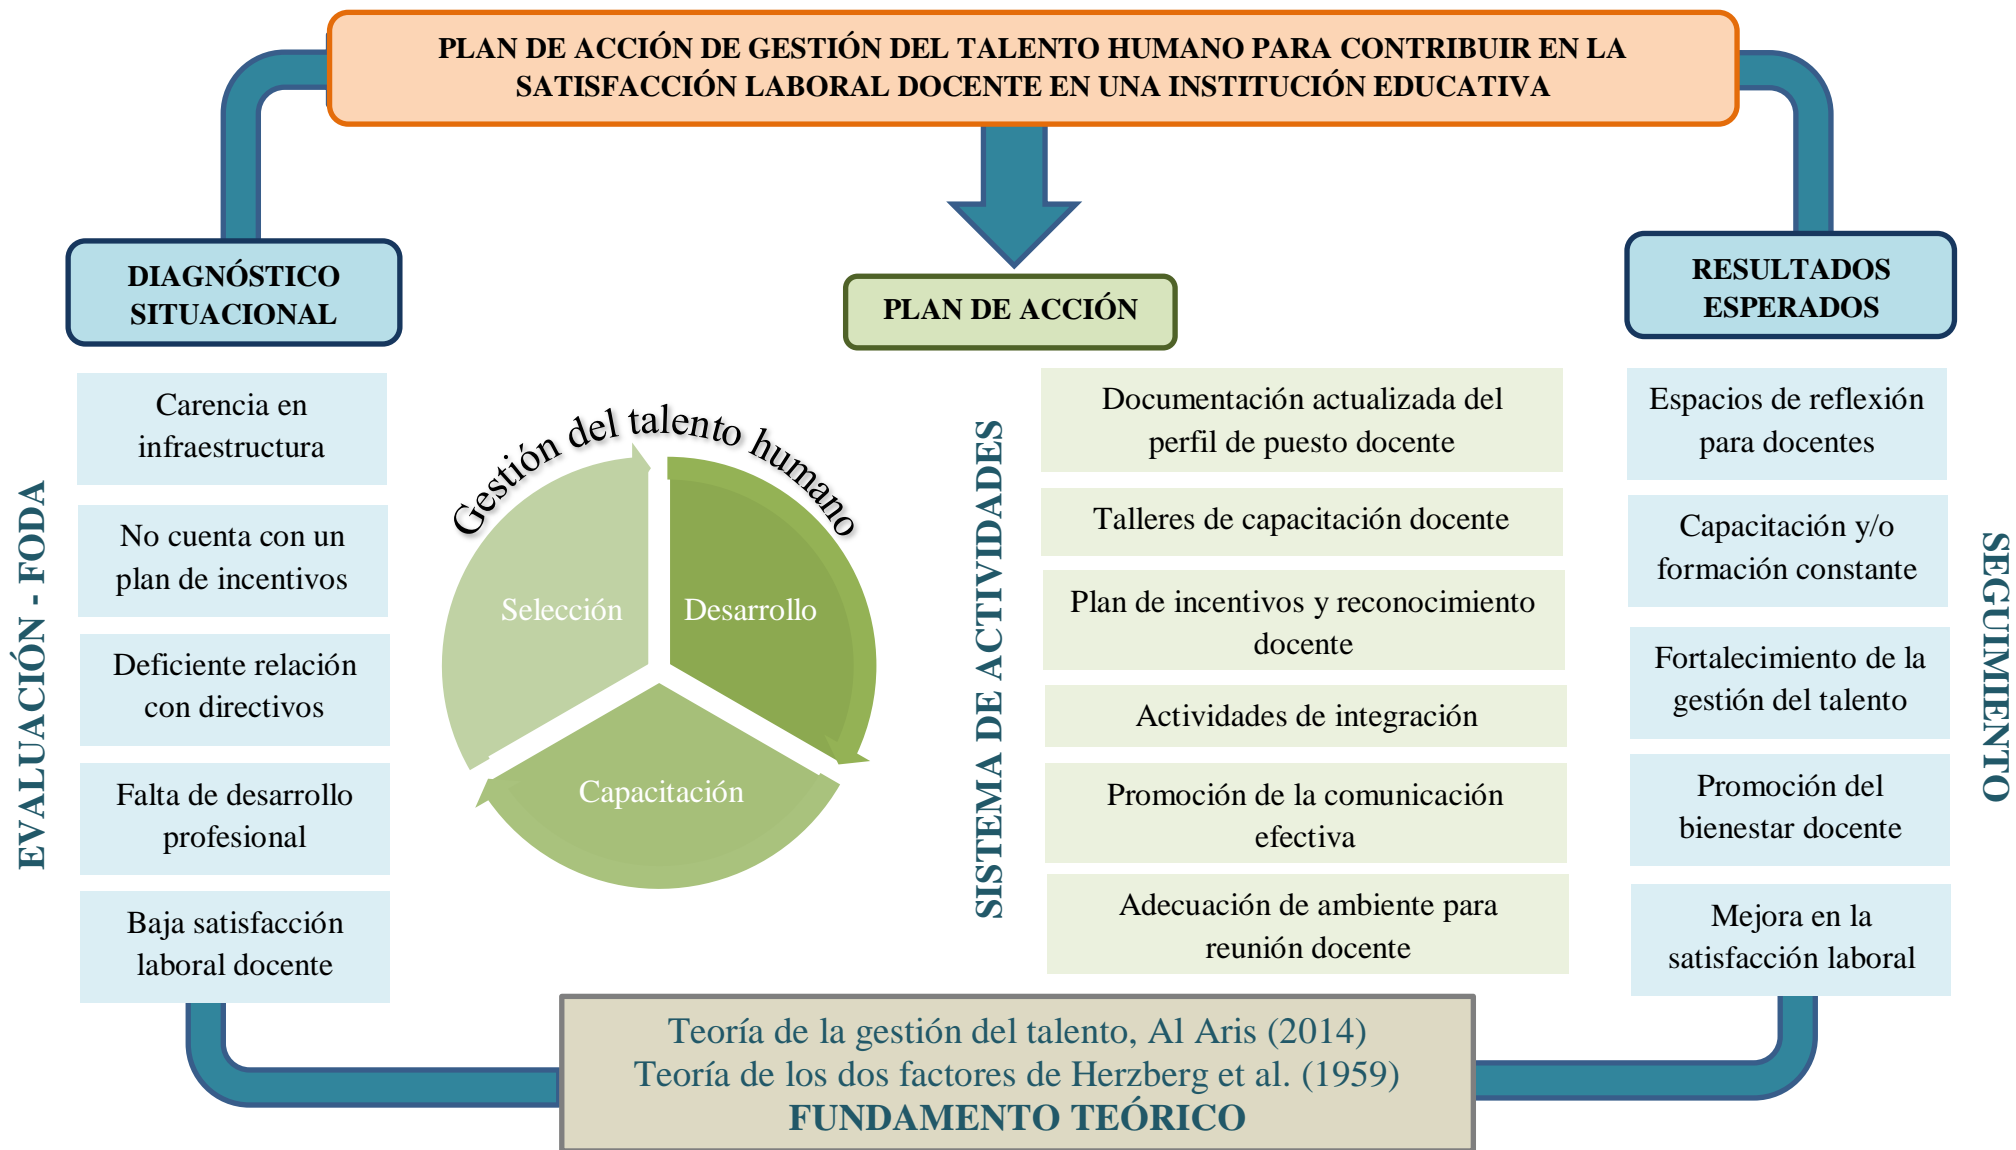 PLAN DE ACCIÓN DE GESTIÓN DEL TALENTO HUMANO PARA CONTRIBUIR EN LA
SATISFACCIÓN LABORAL DOCENTE EN UNA INSTITUCIÓN EDUCATIVA
DIAGNÓSTICO
SITUACIONAL
EVALUACIÓN - FODA
Carencia en
infraestructura
No cuenta con un
plan de incentivos
Deficiente relación
con directivos
Falta de desarrollo
profesional
Baja satisfacción
laboral docente
PLAN DE ACCIÓN
Gestión del talento humano
Selección
Desarrollo
Capacitación
SISTEMA DE ACTIVIDADES
Documentación actualizada del
perfil de puesto docente
Talleres de capacitación docente
Plan de incentivos y reconocimiento
docente
Actividades de integración
Promoción de la comunicación
efectiva
Adecuación de ambiente para
reunión docente
RESULTADOS
ESPERADOS
Espacios de reflexión
para docentes
Capacitación y/o
formación constante
Fortalecimiento de la
gestión del talento
Promoción del
bienestar docente
Mejora en la
satisfacción laboral
SEGUIMIENTO
Teoría de la gestión del talento, Al Aris (2014)
Teoría de los dos factores de Herzberg et al. (1959)
FUNDAMENTO TEÓRICO